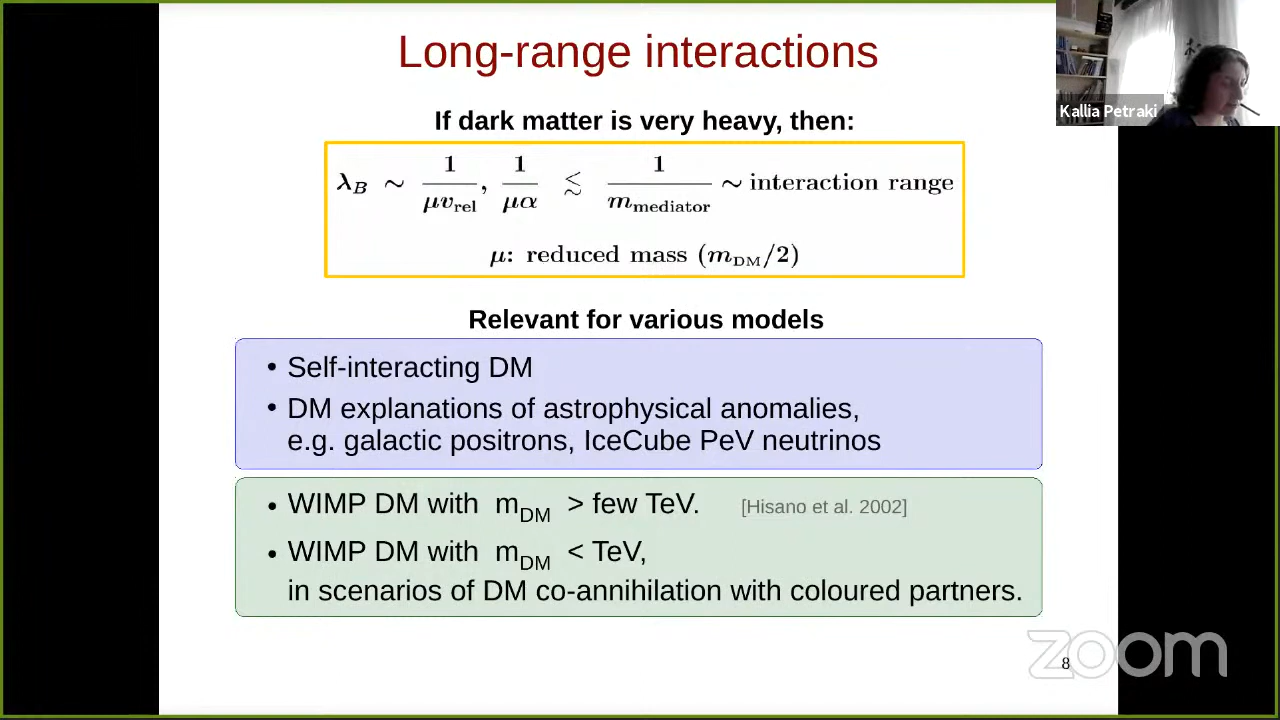 Long-range interactions
Kallia Petraki
If dark matter is very heavy, then:
λ_B ∼ 1/(μv_rel), 1/(μα) ≲ 1/m_mediator ∼ interaction range
μ: reduced mass (m_DM/2)
Relevant for various models
• Self-interacting DM
• DM explanations of astrophysical anomalies,
e.g. galactic positrons, IceCube PeV neutrinos
• WIMP DM with m_DM > few TeV. [Hisano et al. 2002]
• WIMP DM with m_DM < TeV,
in scenarios of DM co-annihilation with coloured partners.
zoom
8